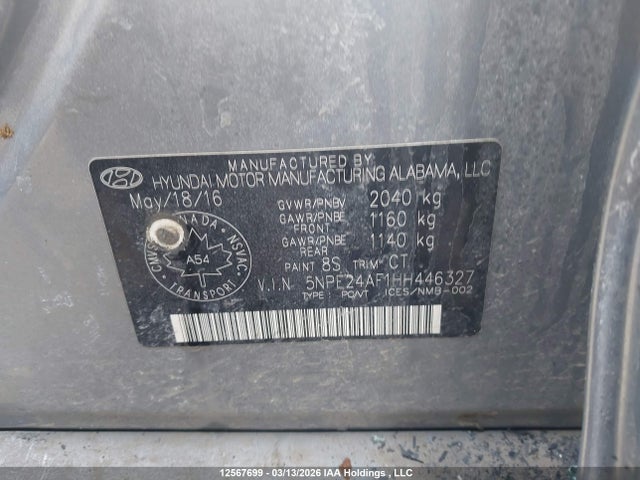 MANUFACTURED BY
HYUNDAI MOTOR MANUFACTURING ALABAMA, LLC
May/18/16
GVWR/PNBV 2040 kg
GAWR/PNBE FRONT 1160 kg
GAWR/PNBE REAR 1140 kg
PAINT 8S TRIM CT
V.I.N. 5NPE24AF1HH446327
TYPE: PC/VT ICES/NMB-002
CANADA
CMVSS NSVAC
A54
TRANSPORT
12567699 - 03/13/2026 IAA Holdings , LLC